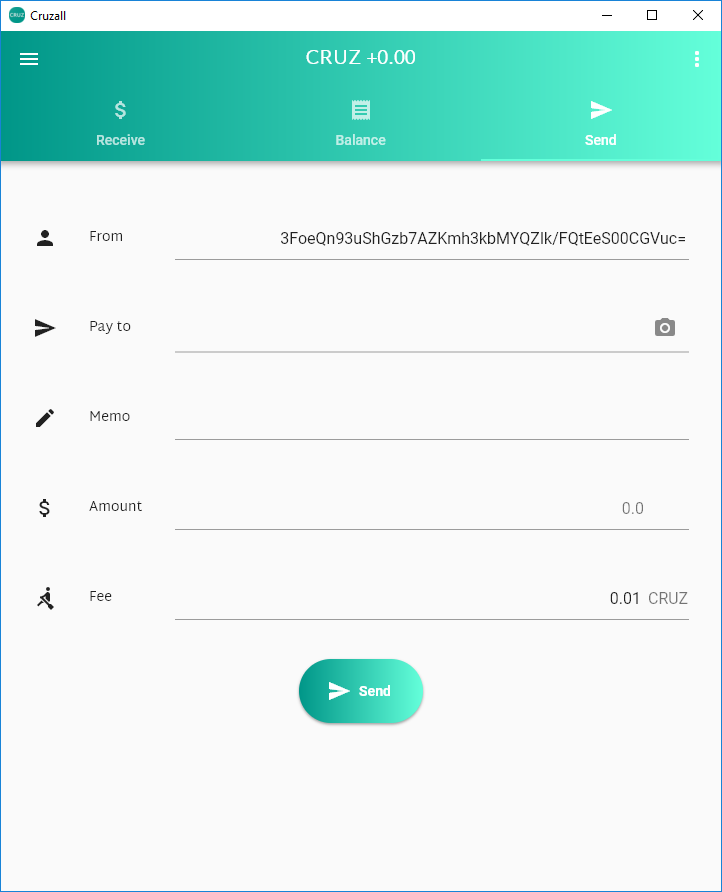 CRUZ Cruzall
CRUZ +0.00
Receive Balance Send
From 3FoeQn93uShGzb7AZKmh3kbMYQZlk/FQtEeS00CGVuc=
Pay to
Memo
Amount 0.0
Fee 0.01 CRUZ
Send